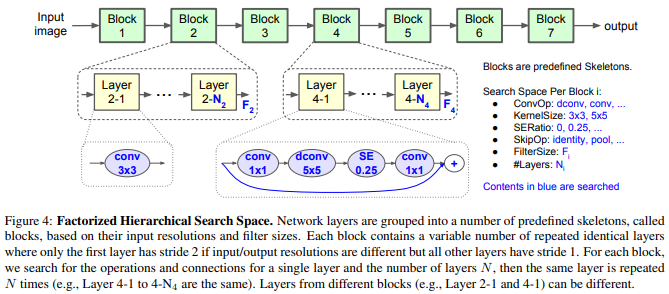 Input image
Block 1
Block 2
Block 3
Block 4
Block 5
Block 6
Block 7
output
Layer 2-1
...
Layer 2-N2
F2
Layer 4-1
...
Layer 4-N4
F4
conv 3x3
conv 1x1
dconv 5x5
SE 0.25
conv 1x1
+
Blocks are predefined Skeletons.
Search Space Per Block i:
• ConvOp: dconv, conv, ...
• KernelSize: 3x3, 5x5
• SERatio: 0, 0.25, ...
• SkipOp: identity, pool, ...
• FilterSize: Fi
• #Layers: Ni
Contents in blue are searched
Figure 4: Factorized Hierarchical Search Space. Network layers are grouped into a number of predefined skeletons, called
blocks, based on their input resolutions and filter sizes. Each block contains a variable number of repeated identical layers
where only the first layer has stride 2 if input/output resolutions are different but all other layers have stride 1. For each block,
we search for the operations and connections for a single layer and the number of layers N, then the same layer is repeated
N times (e.g., Layer 4-1 to 4-N4 are the same). Layers from different blocks (e.g., Layer 2-1 and 4-1) can be different.